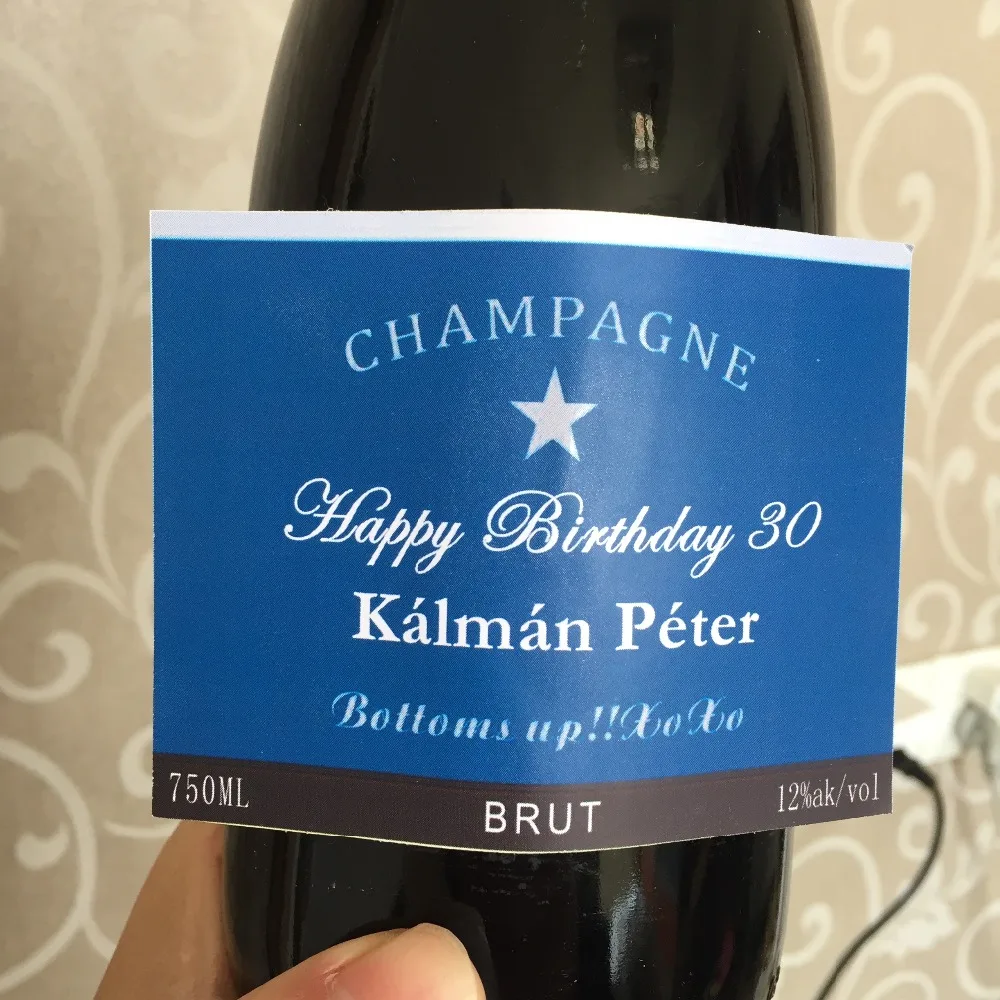 CHAMPAGNE
Happy Birthday 30
Kálmán Péter
Bottoms up!!XoXo
750ML
BRUT
12%ak/vol